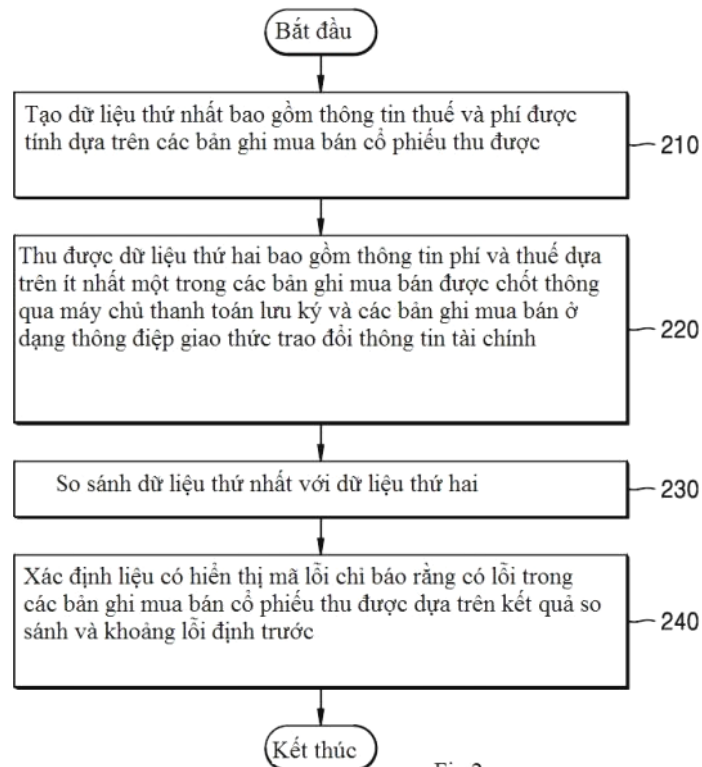 Bắt đầu
Tạo dữ liệu thứ nhất bao gồm thông tin thuế và phí được
tính dựa trên các bản ghi mua bán cổ phiếu thu được
210
Thu được dữ liệu thứ hai bao gồm thông tin phí và thuế dựa
trên ít nhất một trong các bản ghi mua bán được chốt thông
qua máy chủ thanh toán lưu ký và các bản ghi mua bán ở
dạng thông điệp giao thức trao đổi thông tin tài chính
220
So sánh dữ liệu thứ nhất với dữ liệu thứ hai
230
Xác định liệu có hiển thị mã lỗi chỉ báo rằng có lỗi trong
các bản ghi mua bán cổ phiếu thu được dựa trên kết quả so
sánh và khoảng lỗi định trước
240
Kết thúc